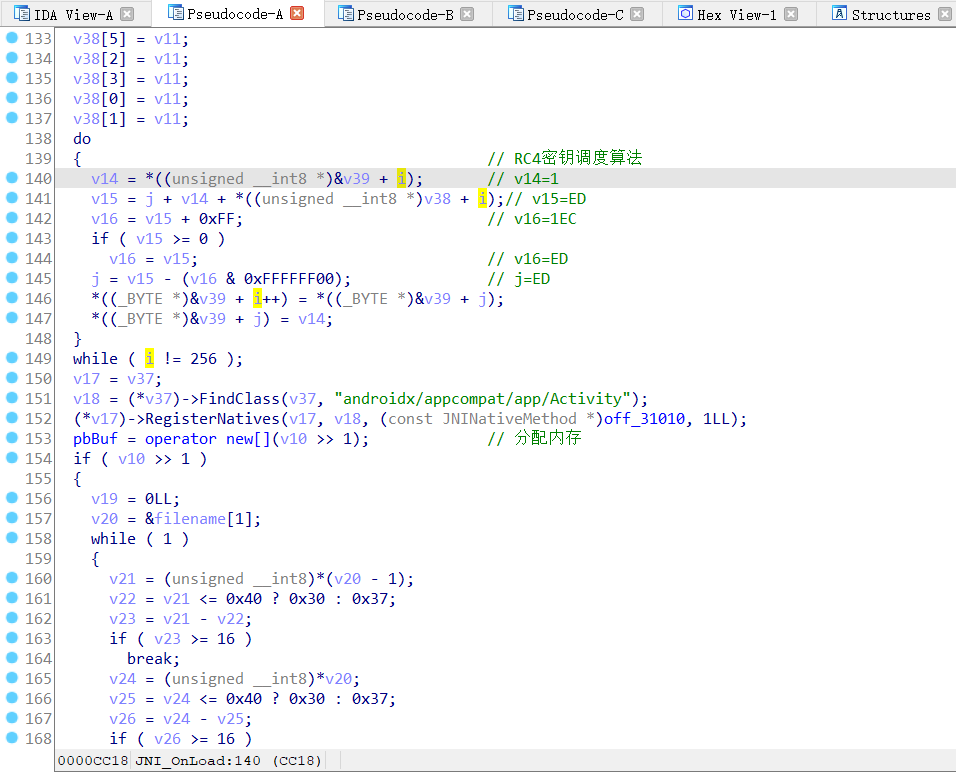 IDA View-A Pseudocode-A Pseudocode-B Pseudocode-C Hex View-1 Structures
133 v38[5] = v11;
134 v38[2] = v11;
135 v38[3] = v11;
136 v38[0] = v11;
137 v38[1] = v11;
138 do
139 { // RC4密钥调度算法
140 v14 = *((unsigned __int8 *)&v39 + i); // v14=1
141 v15 = j + v14 + *((unsigned __int8 *)v38 + i);// v15=ED
142 v16 = v15 + 0xFF; // v16=1EC
143 if ( v15 >= 0 )
144 v16 = v15; // v16=ED
145 j = v15 - (v16 & 0xFFFFFF00); // j=ED
146 *((_BYTE *)&v39 + i++) = *((_BYTE *)&v39 + j);
147 *((_BYTE *)&v39 + j) = v14;
148 }
149 while ( i != 256 );
150 v17 = v37;
151 v18 = (*v37)->FindClass(v37, "androidx/appcompat/app/Activity");
152 (*v17)->RegisterNatives(v17, v18, (const JNINativeMethod *)off_31010, 1LL);
153 pbBuf = operator new[](v10 >> 1); // 分配内存
154 if ( v10 >> 1 )
155 {
156 v19 = 0LL;
157 v20 = &filename[1];
158 while ( 1 )
159 {
160 v21 = (unsigned __int8)*(v20 - 1);
161 v22 = v21 <= 0x40 ? 0x30 : 0x37;
162 v23 = v21 - v22;
163 if ( v23 >= 16 )
164 break;
165 v24 = (unsigned __int8)*v20;
166 v25 = v24 <= 0x40 ? 0x30 : 0x37;
167 v26 = v24 - v25;
168 if ( v26 >= 16 )
0000CC18 JNI_OnLoad:140 (CC18)